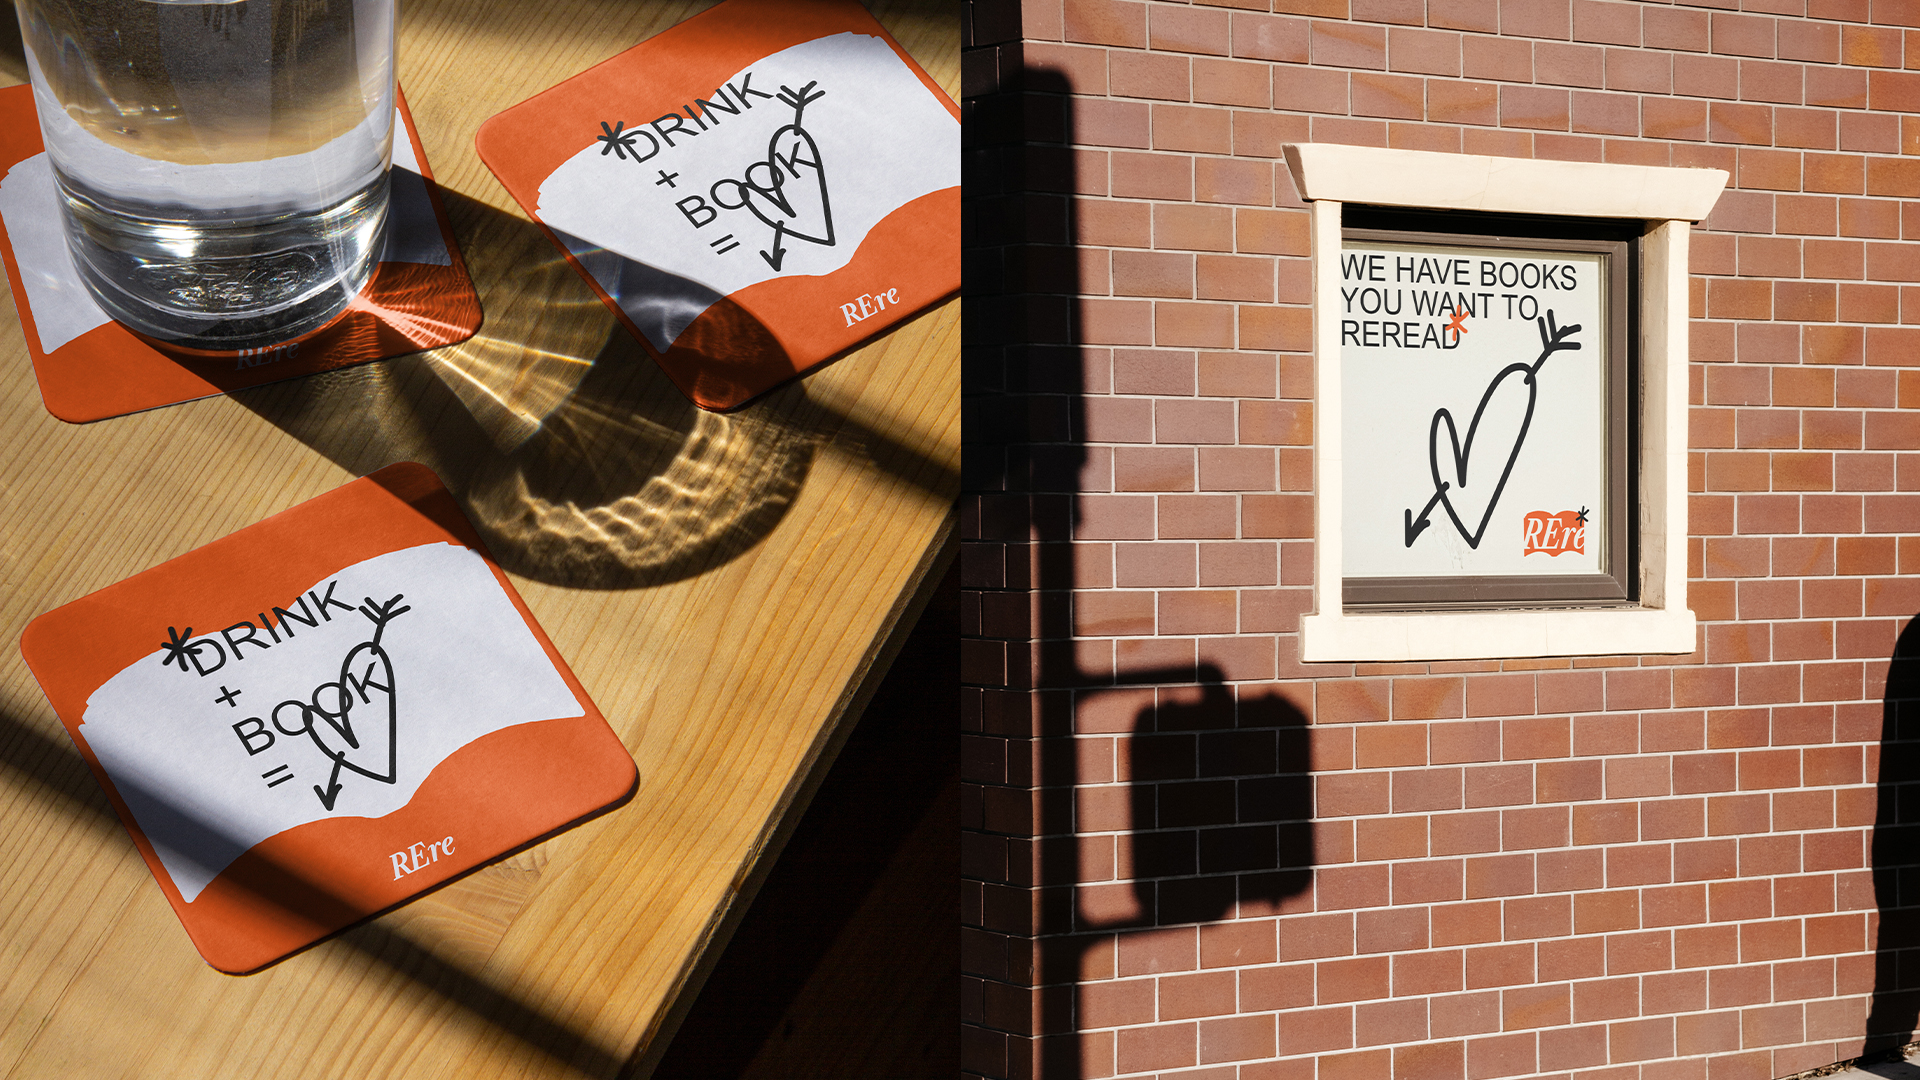 *DRINK
+
BOOK
=
REre
*DRINK
+
BOOK
=
REre
REre
WE HAVE BOOKS
YOU WANT TO
REREAD*
REre*